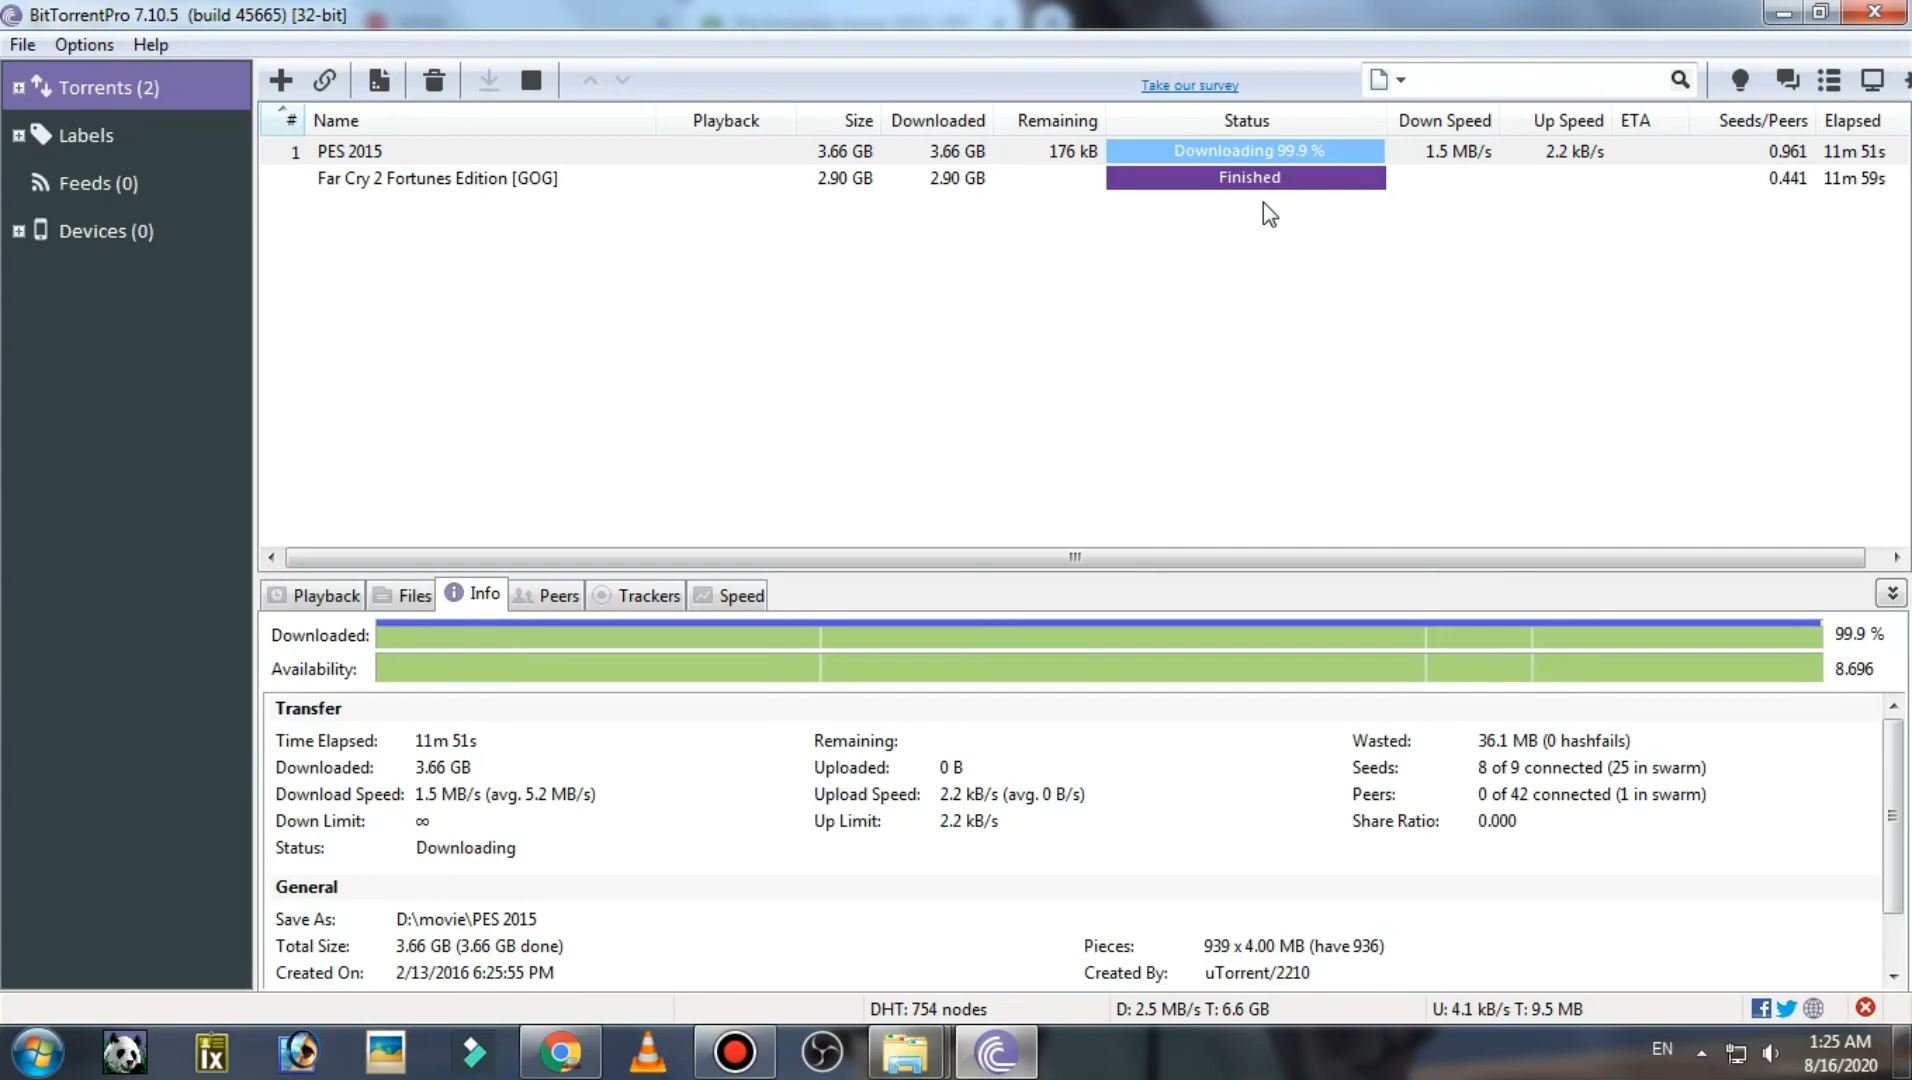 BitTorrentPro 7.10.5 (build 45665) [32-bit]
File Options Help
Torrents (2)
Labels
Feeds (0)
Devices (0)
Take our survey
# Name Playback Size Downloaded Remaining Status Down Speed Up Speed ETA Seeds/Peers Elapsed
1 PES 2015 3.66 GB 3.66 GB 176 kB Downloading 99.9 % 1.5 MB/s 2.2 kB/s 0.961 11m 51s
Far Cry 2 Fortunes Edition [GOG] 2.90 GB 2.90 GB Finished 0.441 11m 59s
Playback Files Info Peers Trackers Speed
Downloaded: 99.9 %
Availability: 8.696
Transfer
Time Elapsed: 11m 51s Remaining: Wasted: 36.1 MB (0 hashfails)
Downloaded: 3.66 GB Uploaded: 0 B Seeds: 8 of 9 connected (25 in swarm)
Download Speed: 1.5 MB/s (avg. 5.2 MB/s) Upload Speed: 2.2 kB/s (avg. 0 B/s) Peers: 0 of 42 connected (1 in swarm)
Down Limit: ∞ Up Limit: 2.2 kB/s Share Ratio: 0.000
Status: Downloading
General
Save As: D:\movie\PES 2015
Total Size: 3.66 GB (3.66 GB done) Pieces: 939 x 4.00 MB (have 936)
Created On: 2/13/2016 6:25:55 PM Created By: uTorrent/2210
DHT: 754 nodes D: 2.5 MB/s T: 6.6 GB U: 4.1 kB/s T: 9.5 MB
ix
EN
1:25 AM
8/16/2020